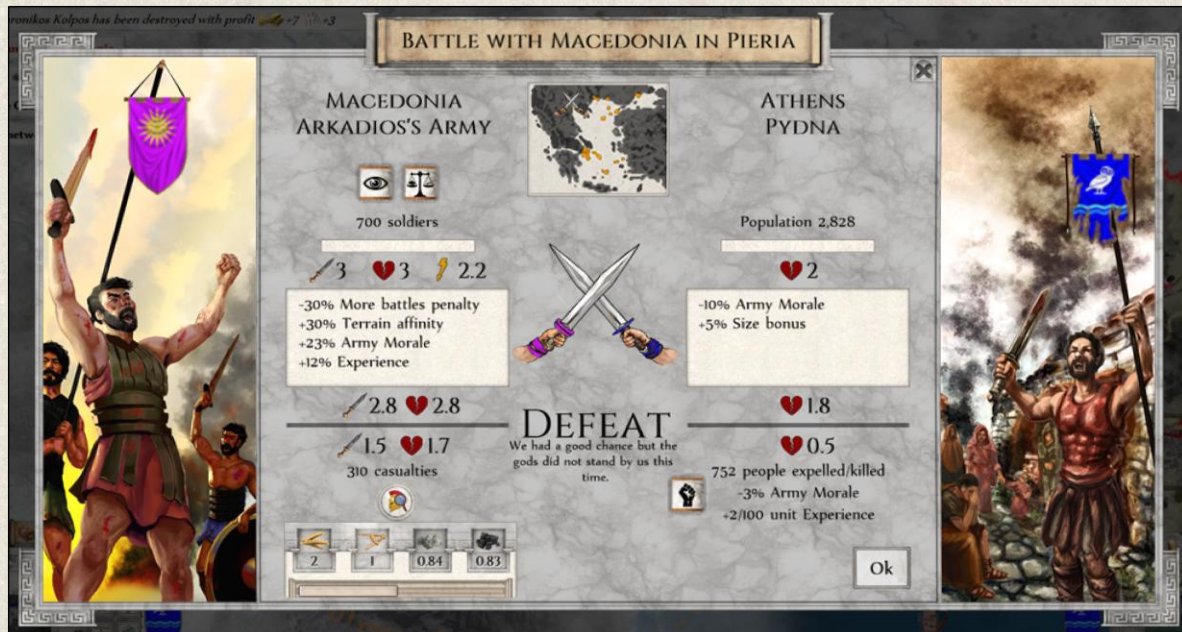 ronikos Kolpos has been destroyed with profit +7 +3
BATTLE WITH MACEDONIA IN PIERIA
MACEDONIA
ARKADIOS'S ARMY
700 soldiers
3 3 2.2
-30% More battles penalty
+30% Terrain affinity
+23% Army Morale
+12% Experience
2.8 2.8
1.5 1.7
310 casualties
2 1 0.84 0.83
DEFEAT
We had a good chance but the
gods did not stand by us this
time.
ATHENS
PYDNA
Population 2,828
2
-10% Army Morale
+5% Size bonus
1.8
0.5
752 people expelled/killed
-3% Army Morale
+2/100 unit Experience
Ok
netw